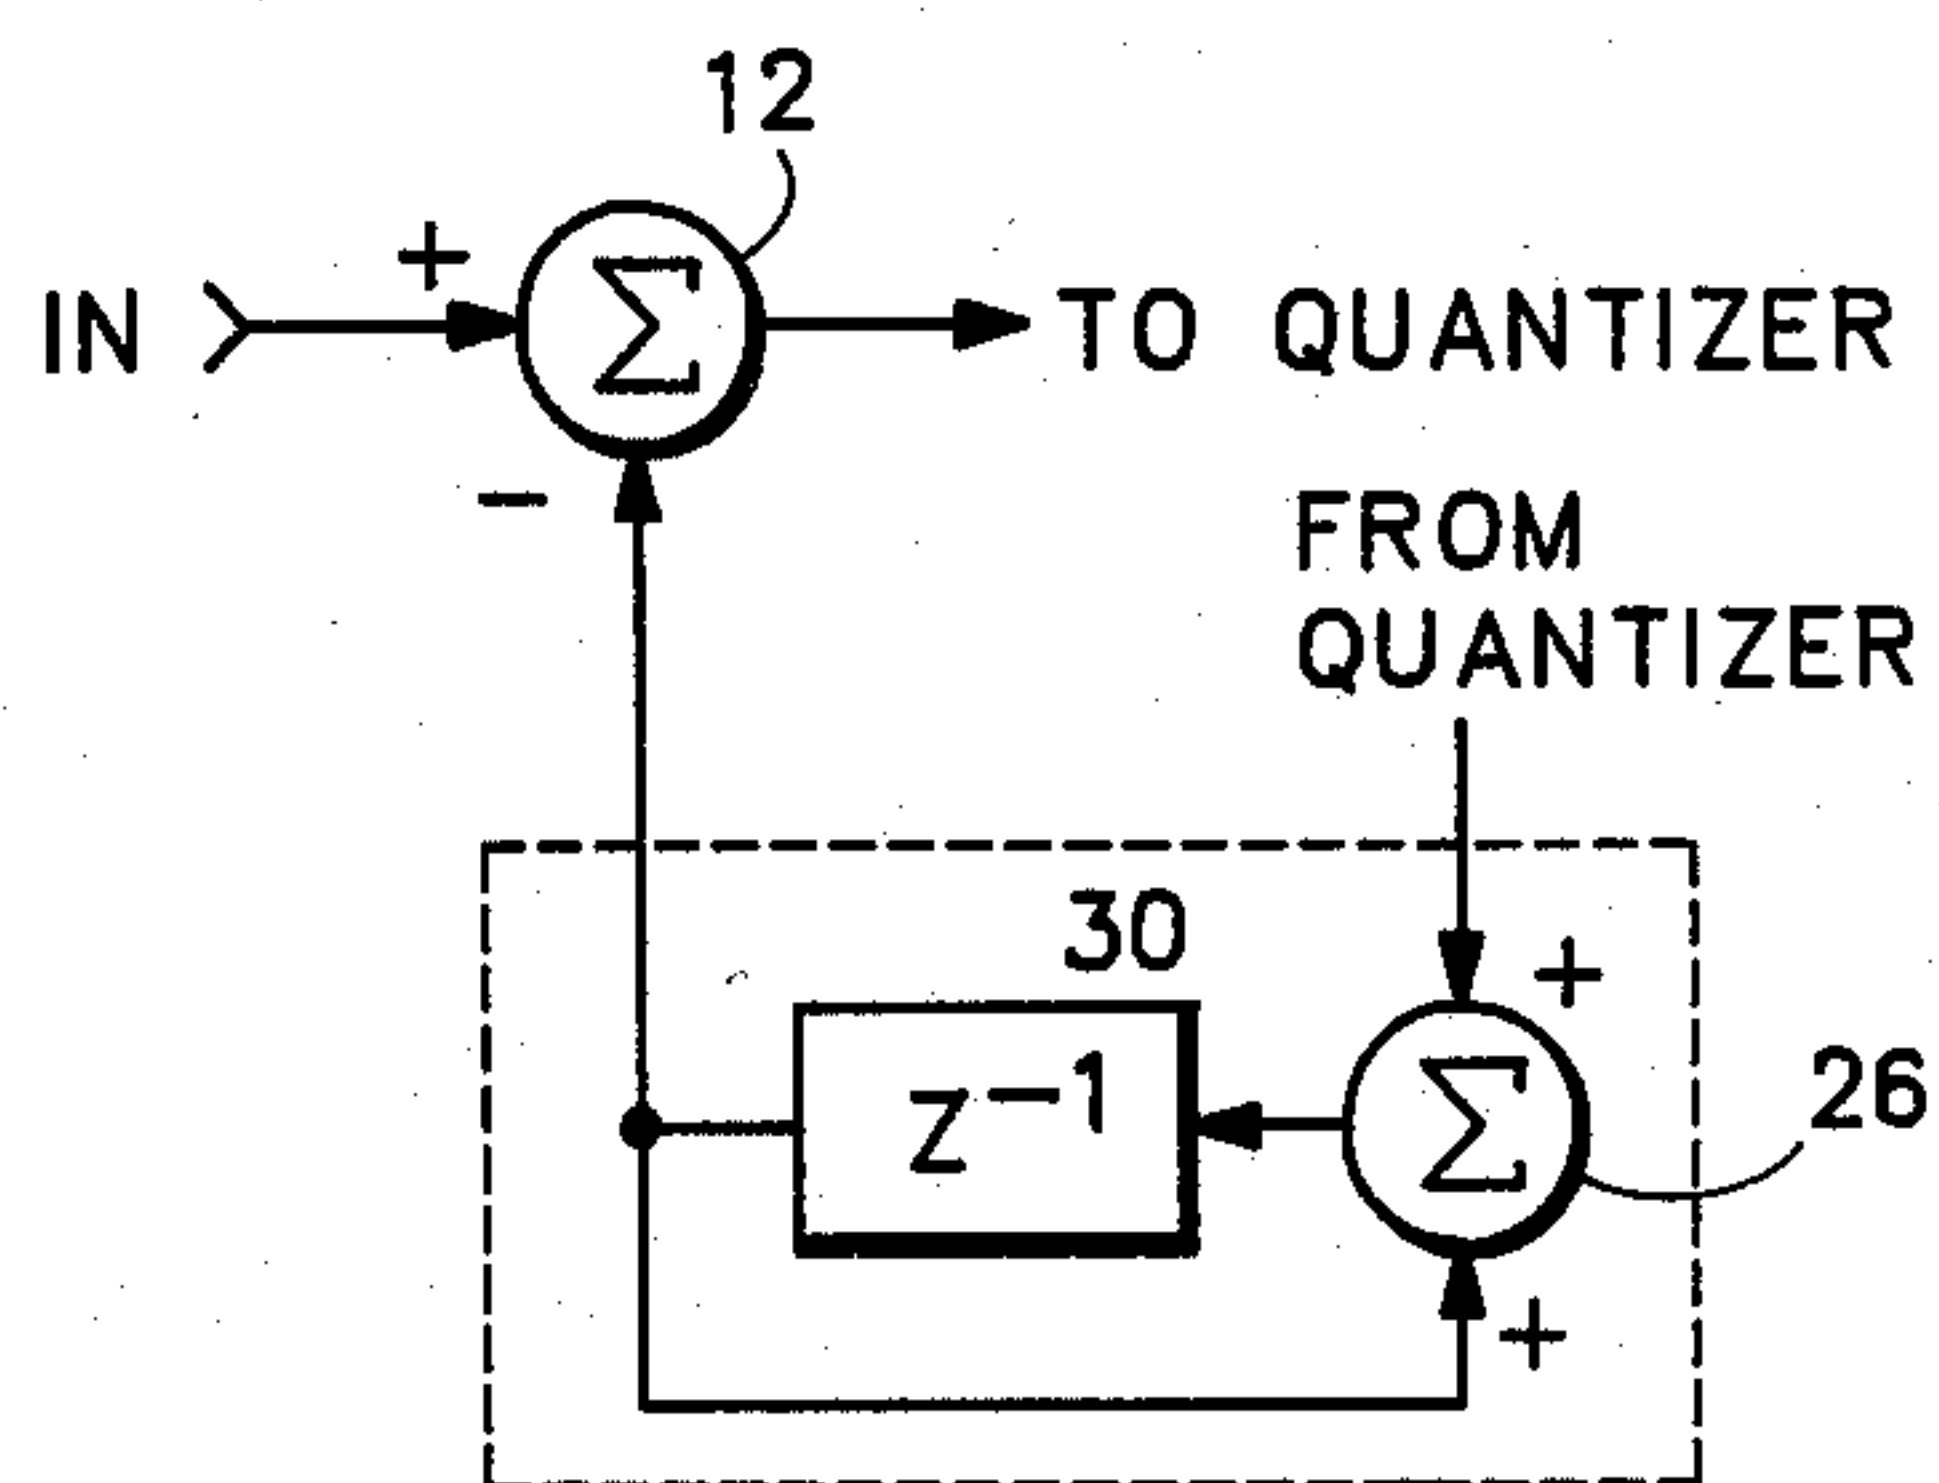 12
+
IN Σ TO QUANTIZER
−
FROM
QUANTIZER
30
+
z⁻¹ Σ 26
+